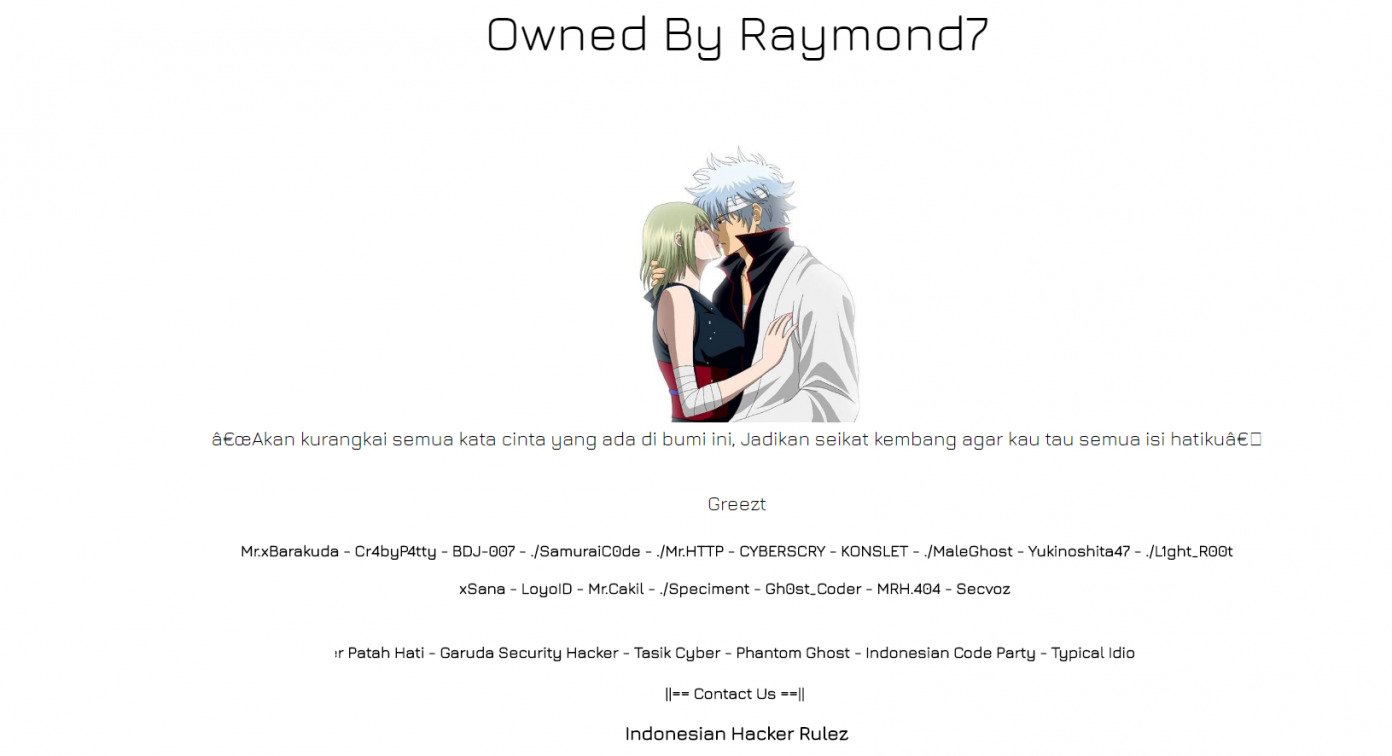 Owned By Raymond7
“Akan kurangkai semua kata cinta yang ada di bumi ini, Jadikan seikat kembang agar kau tau semua isi hatikuâ€□
Greezt
Mr.xBarakuda - Cr4byP4tty - BDJ-007 - ./SamuraiC0de - ./Mr.HTTP - CYBERSCRY - KONSLET - ./MaleGhost - Yukinoshita47 - ./L1ght_R00t
xSana - LoyoID - Mr.Cakil - ./Speciment - Gh0st_Coder - MRH.404 - Secvoz
r Patah Hati - Garuda Security Hacker - Tasik Cyber - Phantom Ghost - Indonesian Code Party - Typical Idio
||== Contact Us ==||
Indonesian Hacker Rulez